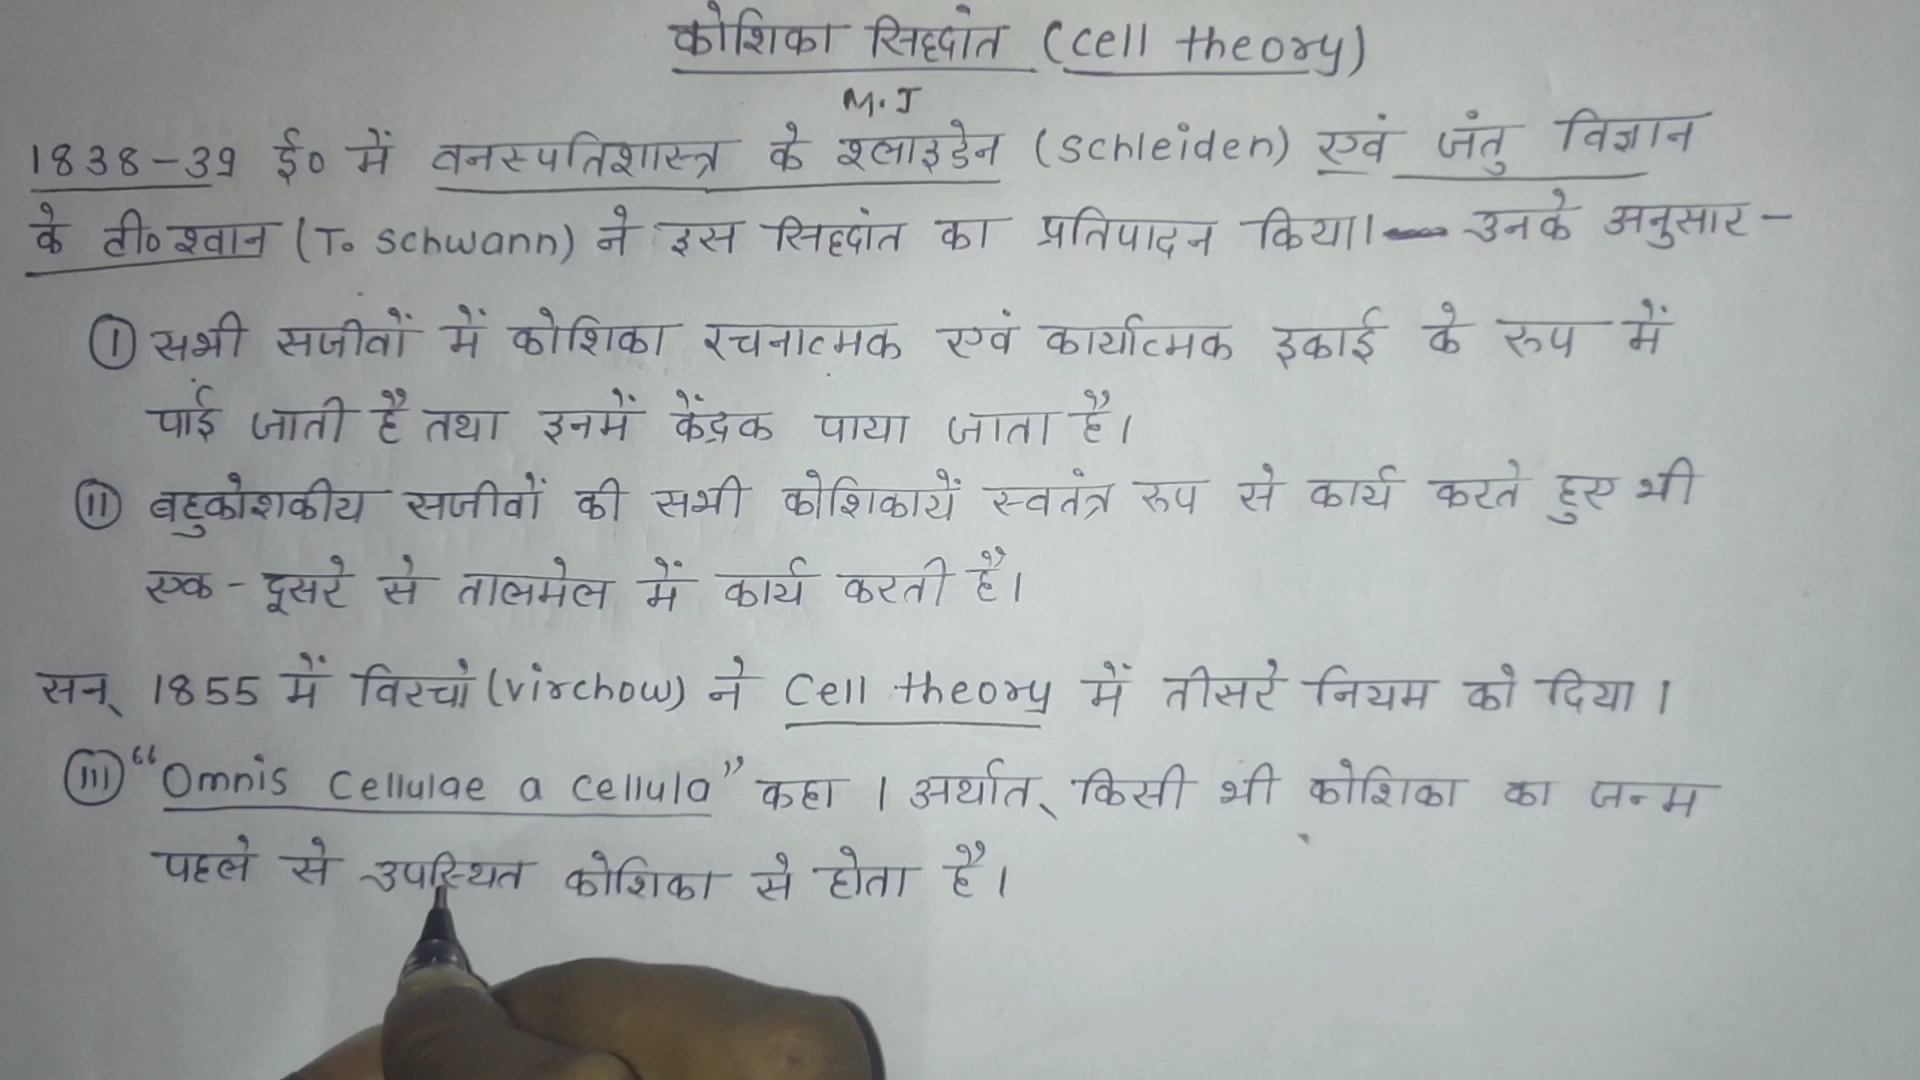 कोशिका सिद्धांत (cell theory)
M.J
1838-39 ई० में वनस्पतिशास्त्र के श्लाइडेन (schleiden) एवं जंतु विज्ञान
के टी० श्वान (T. schwann) ने इस सिद्धांत का प्रतिपादन किया। उनके अनुसार -
(I) सभी सजीवों में कोशिका रचनात्मक एवं कार्यात्मक इकाई के रूप में
पाई जाती है तथा इनमें केंद्रक पाया जाता है।
(II) बहुकोशकीय सजीवों की सभी कोशिकायें स्वतंत्र रूप से कार्य करते हुए भी
एक - दूसरे से तालमेल में कार्य करती है।
सन् 1855 में विरचो (virchow) ने cell theory में तीसरे नियम को दिया।
(III) "Omnis cellulae a cellula" कहा । अर्थात् किसी भी कोशिका का जन्म
पहले से उपस्थित कोशिका से होता है।